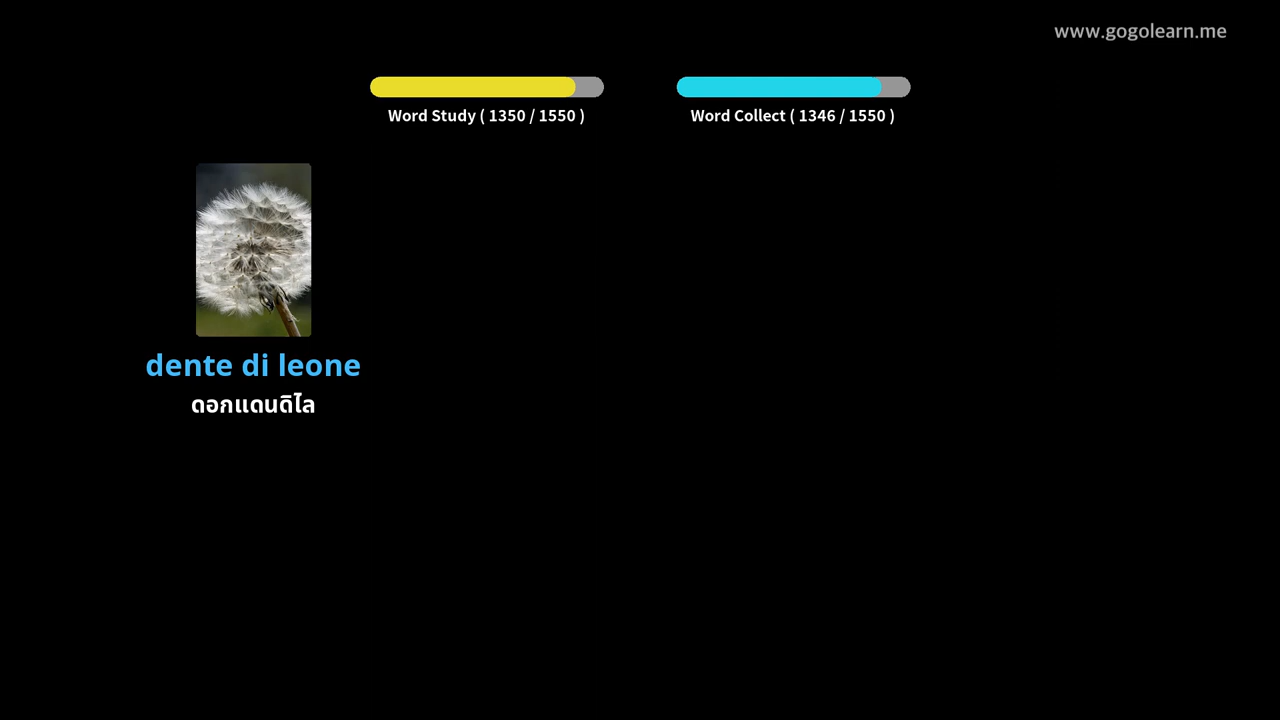 www.gogolearn.me
Word Study ( 1350 / 1550 )
Word Collect ( 1346 / 1550 )
dente di leone
ดอกแดนดิไล